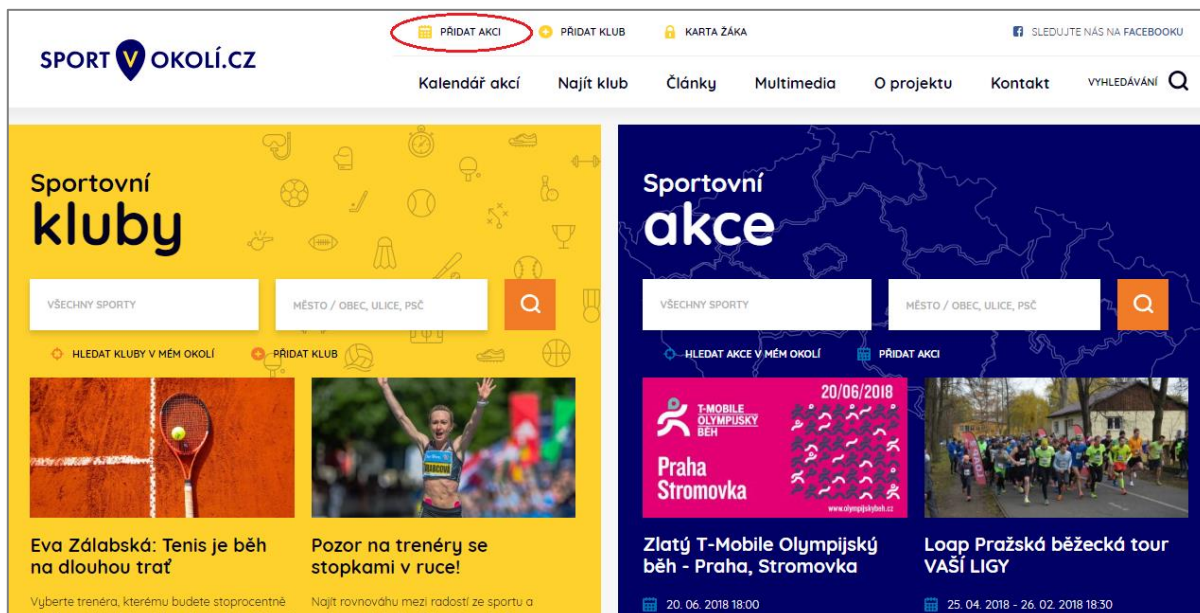 PŘIDAT AKCI
PŘIDAT KLUB
KARTA ŽÁKA
SLEDUJTE NÁS NA FACEBOOKU
SPORT V OKOLÍ.CZ
Kalendář akcí
Najít klub
Články
Multimedia
O projektu
Kontakt
VYHLEDÁVÁNÍ
Sportovní
kluby
VŠECHNY SPORTY
MĚSTO / OBEC, ULICE, PSČ
HLEDAT KLUBY V MÉM OKOLÍ
PŘIDAT KLUB
Eva Zálabská: Tenis je běh
na dlouhou trať
Vyberte trenéra, kterému budete stoprocentně
Pozor na trenéry se
stopkami v ruce!
Najít rovnováhu mezi radostí ze sportu a
Sportovní
akce
VŠECHNY SPORTY
MĚSTO / OBEC, ULICE, PSČ
HLEDAT AKCE V MÉM OKOLÍ
PŘIDAT AKCI
20/06/2018
T-MOBILE
OLYMPIJSKÝ
BĚH
Praha
Stromovka
www.olympijskybeh.cz
Zlatý T-Mobile Olympijský
běh - Praha, Stromovka
20. 06. 2018 18:00
Loap Pražská běžecká tour
VAŠÍ LIGY
25. 04. 2018 - 26. 02. 2018 18:30